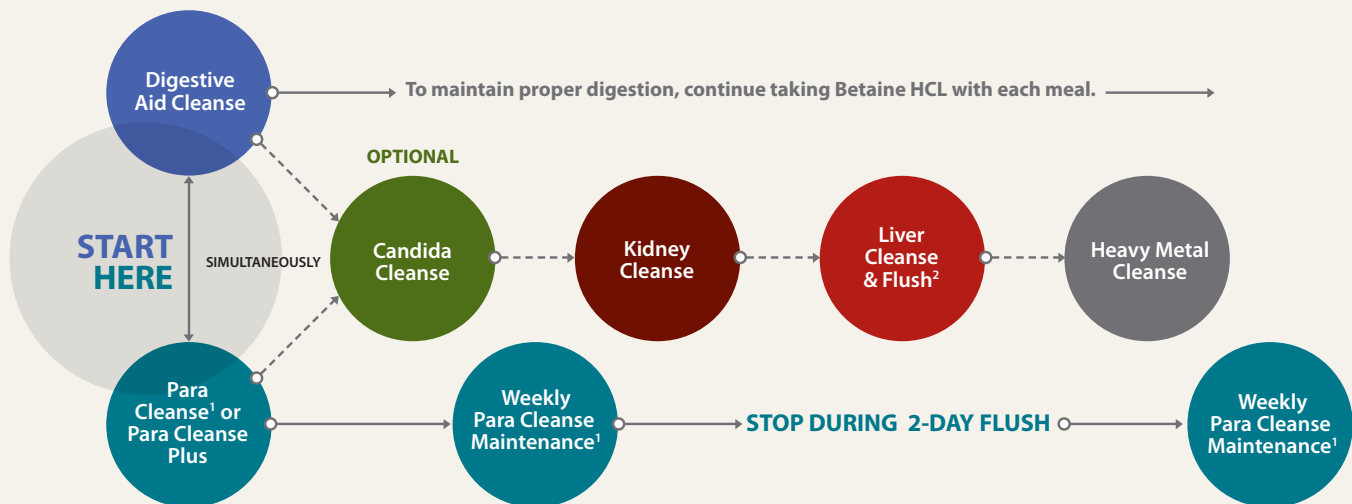 Digestive
Aid Cleanse
To maintain proper digestion, continue taking Betaine HCL with each meal.
OPTIONAL
START
HERE
SIMULTANEOUSLY
Candida
Cleanse
Kidney
Cleanse
Liver
Cleanse
& Flush²
Heavy Metal
Cleanse
Para
Cleanse¹ or
Para Cleanse
Plus
Weekly
Para Cleanse
Maintenance¹
STOP DURING 2-DAY FLUSH
Weekly
Para Cleanse
Maintenance¹